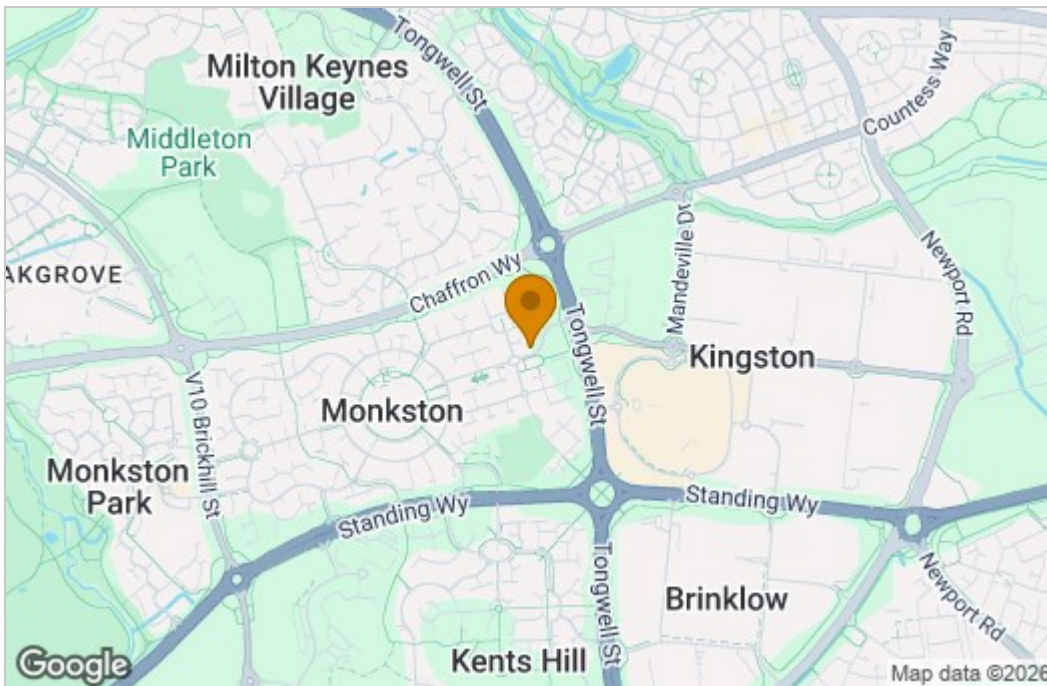 Tongwell St
Milton Keynes
Village
Tongwell St
Countess Way
Middleton
Park
Mandeville Dr
Newport Rd
AKGROVE
Chaffron Wy
Tongwell St
Kingston
Monkston
V10 Brickhill St
Monkston
Park
Standing Wy
Standing Wy
Tongwell St
Brinklow
Newport Rd
Kents Hill
Google
Map data ©2026